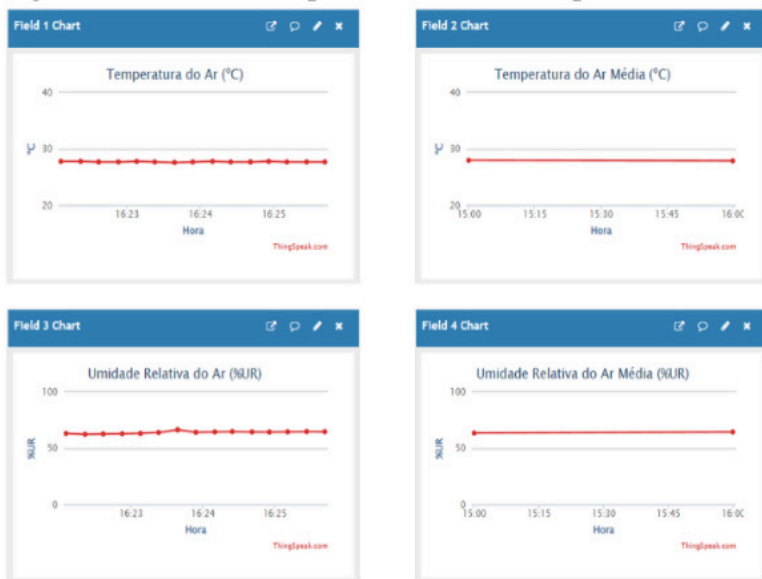 Field 1 Chart
Temperatura do Ar (ºC)
40
30
20
ºC
16:23 16:24 16:25
Hora
ThingSpeak.com
Field 2 Chart
Temperatura do Ar Média (ºC)
40
30
20
ºC
15:00 15:15 15:30 15:45
Hora
ThingSpeak.com
Field 3 Chart
Umidade Relativa do Ar (%UR)
100
50
0
%UR
16:23 16:24 16:25
Hora
ThingSpeak.com
Field 4 Chart
Umidade Relativa do Ar Média (%UR)
100
50
0
%UR
15:00 15:15 15:30 15:45
Hora
ThingSpeak.com